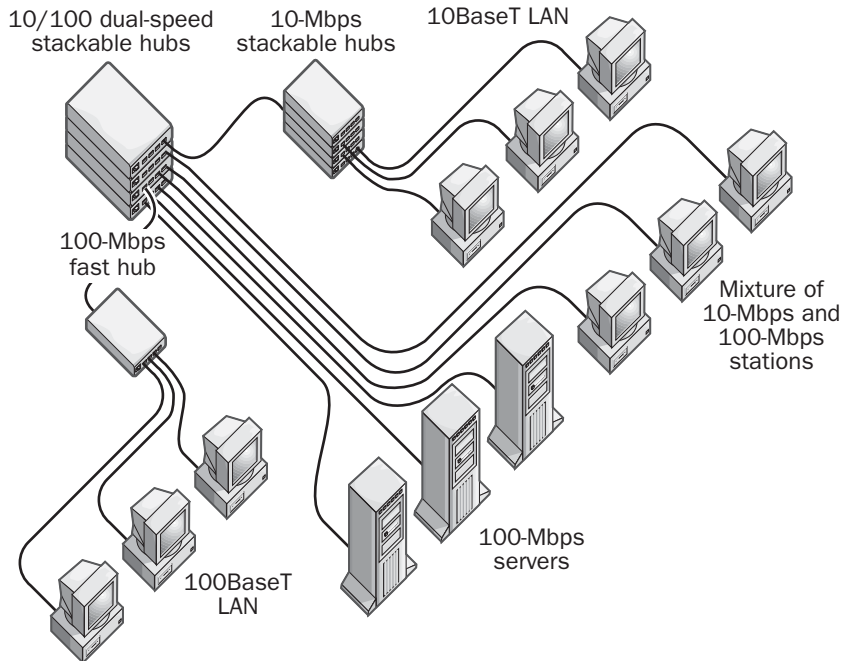 10/100 dual-speed
stackable hubs
10-Mbps
stackable hubs
10BaseT LAN
100-Mbps
fast hub
Mixture of
10-Mbps and
100-Mbps
stations
100-Mbps
servers
100BaseT
LAN